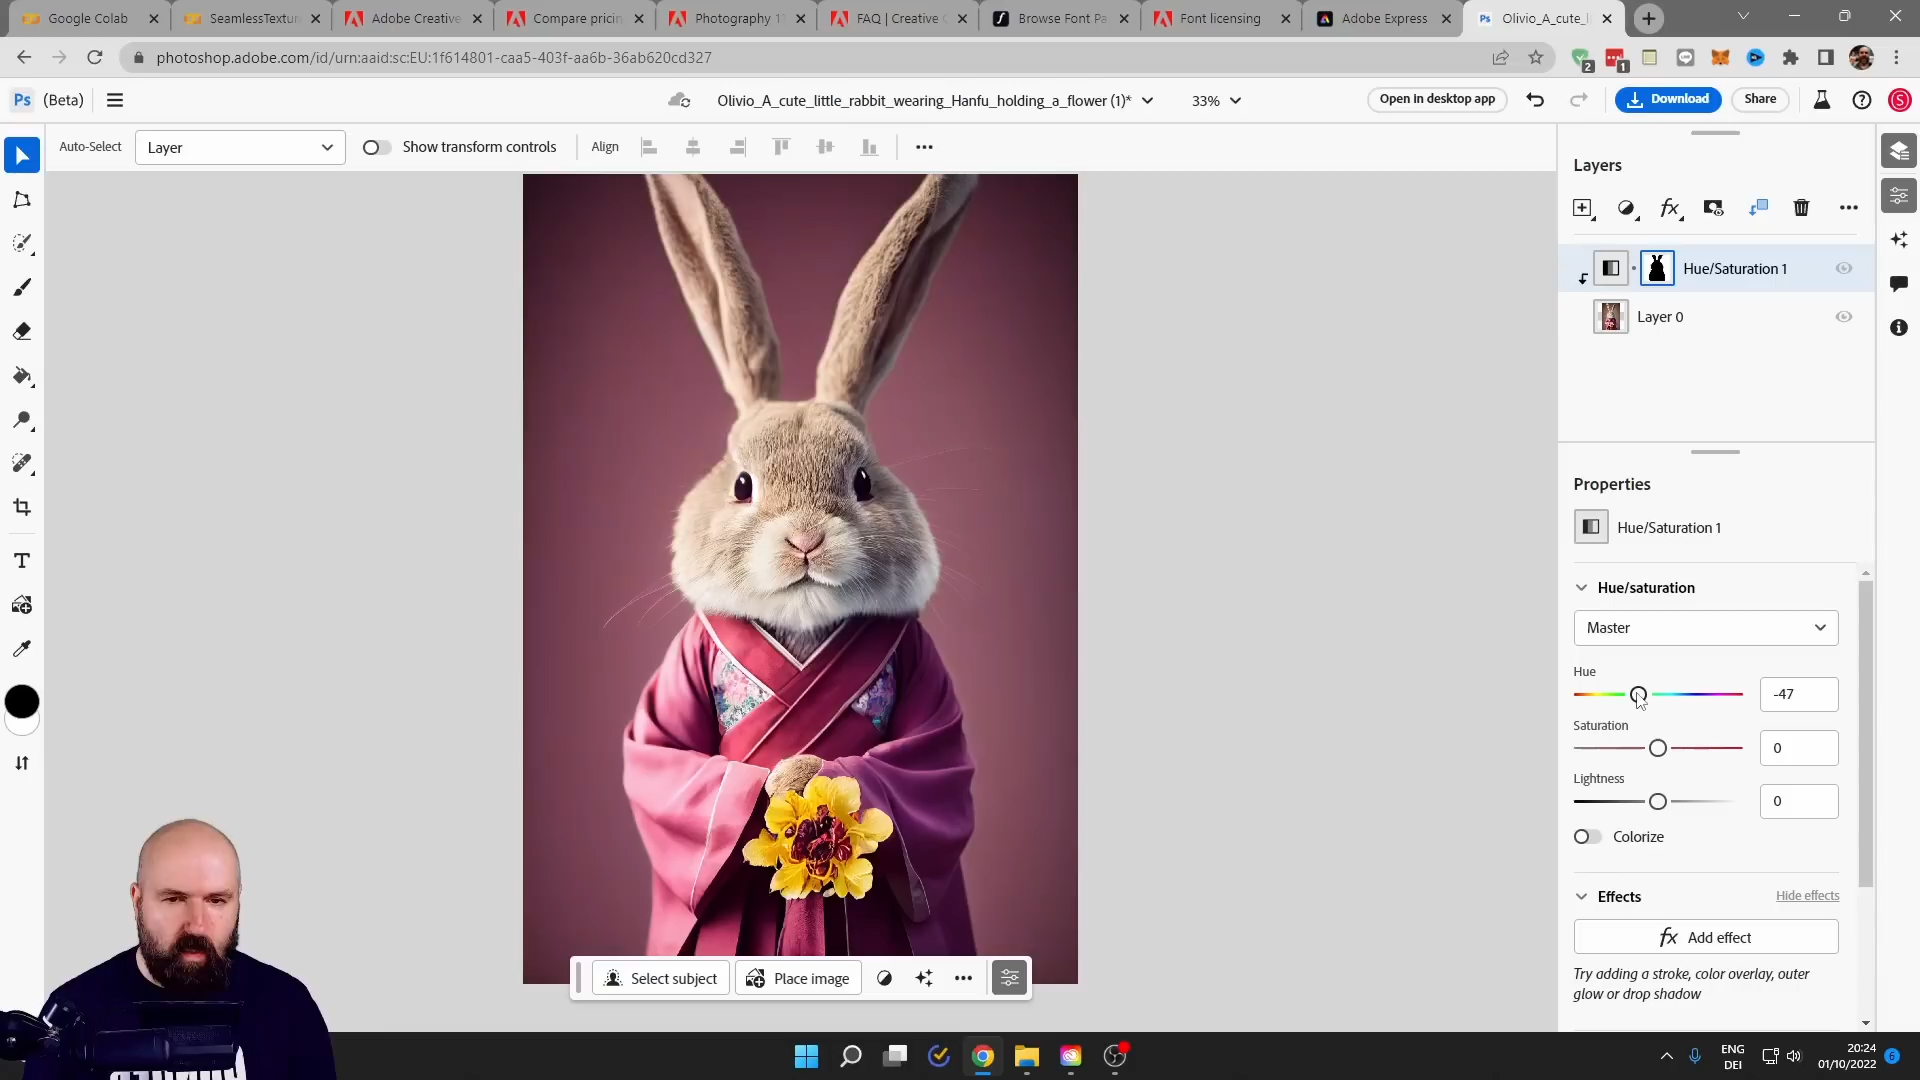 Google Colab
SeamlessTextur
Adobe Creative
Compare pricin
Photography 1
FAQ | Creative C
Browse Font Pa
Font licensing
Adobe Express
Olivio_A_cute_l
photoshop.adobe.com/id/urn:aaid:sc:EU:1f614801-caa5-403f-aa6b-36ab620cd327
2
1
Ps (Beta)
Olivio_A_cute_little_rabbit_wearing_Hanfu_holding_a_flower (1)*
33%
Open in desktop app
Download
Share
S
Auto-Select
Layer
Show transform controls
Align
Layers
fx
Hue/Saturation 1
Layer 0
Properties
Hue/Saturation 1
Hue/saturation
Master
Hue
-47
Saturation
0
Lightness
0
Colorize
Effects
Hide effects
fx Add effect
Try adding a stroke, color overlay, outer
glow or drop shadow
T
Select subject
Place image
ENG
DEI
20:24
01/10/2022
6